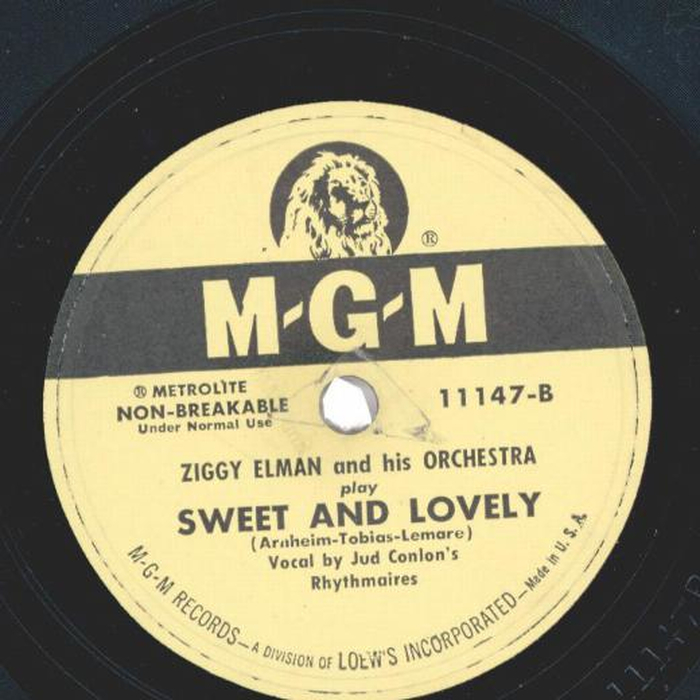 ®
M-G-M
® METROLITE
NON-BREAKABLE
Under Normal Use
11147-B
ZIGGY ELMAN and his ORCHESTRA
play
SWEET AND LOVELY
(Arnheim-Tobias-Lemare)
Vocal by Jud Conlon's
Rhythmaires
M-G-M RECORDS—A DIVISION OF LOEW'S INCORPORATED—Made in U. S. A.